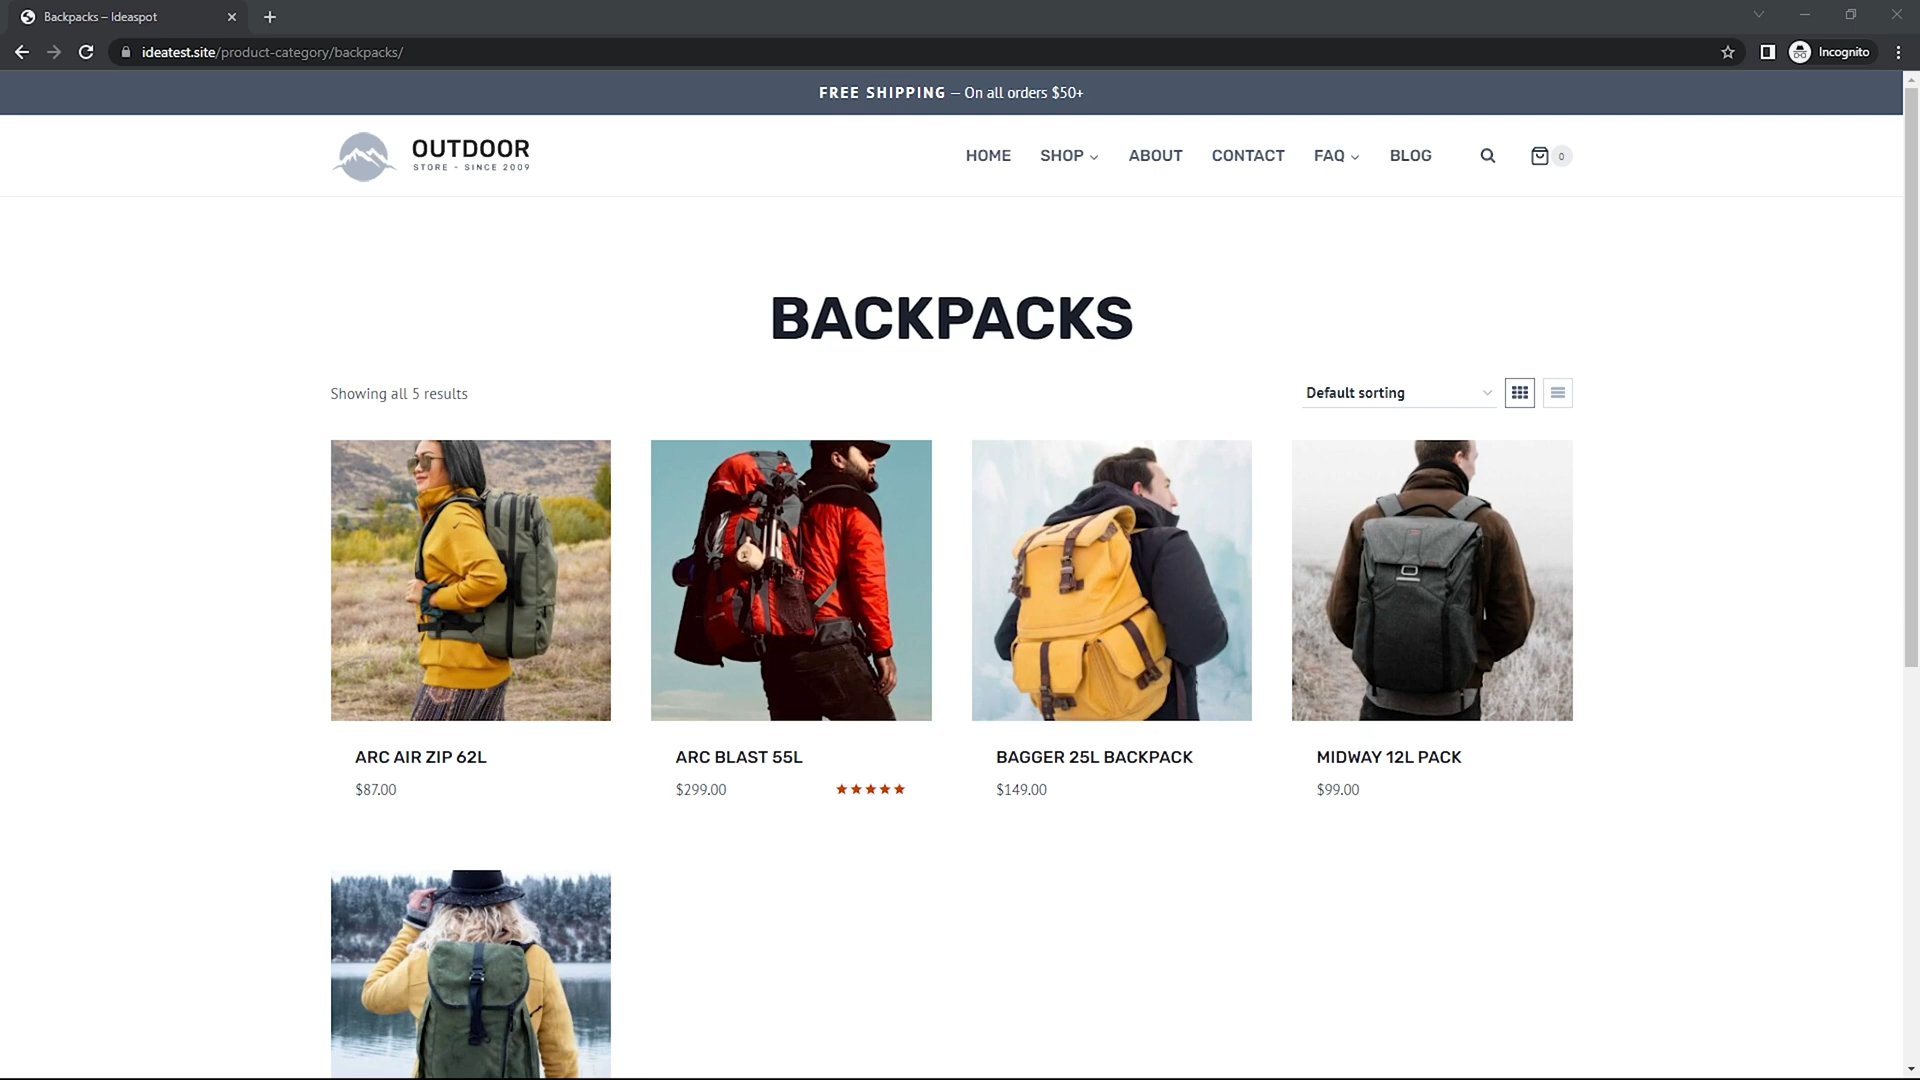 Backpacks – Ideaspot
ideatest.site/product-category/backpacks/
Incognito
FREE SHIPPING — On all orders $50+
OUTDOOR
STORE - SINCE 2009
HOME SHOP ABOUT CONTACT FAQ BLOG 0
BACKPACKS
Showing all 5 results
Default sorting
ARC AIR ZIP 62L
$87.00
ARC BLAST 55L
$299.00
BAGGER 25L BACKPACK
$149.00
MIDWAY 12L PACK
$99.00